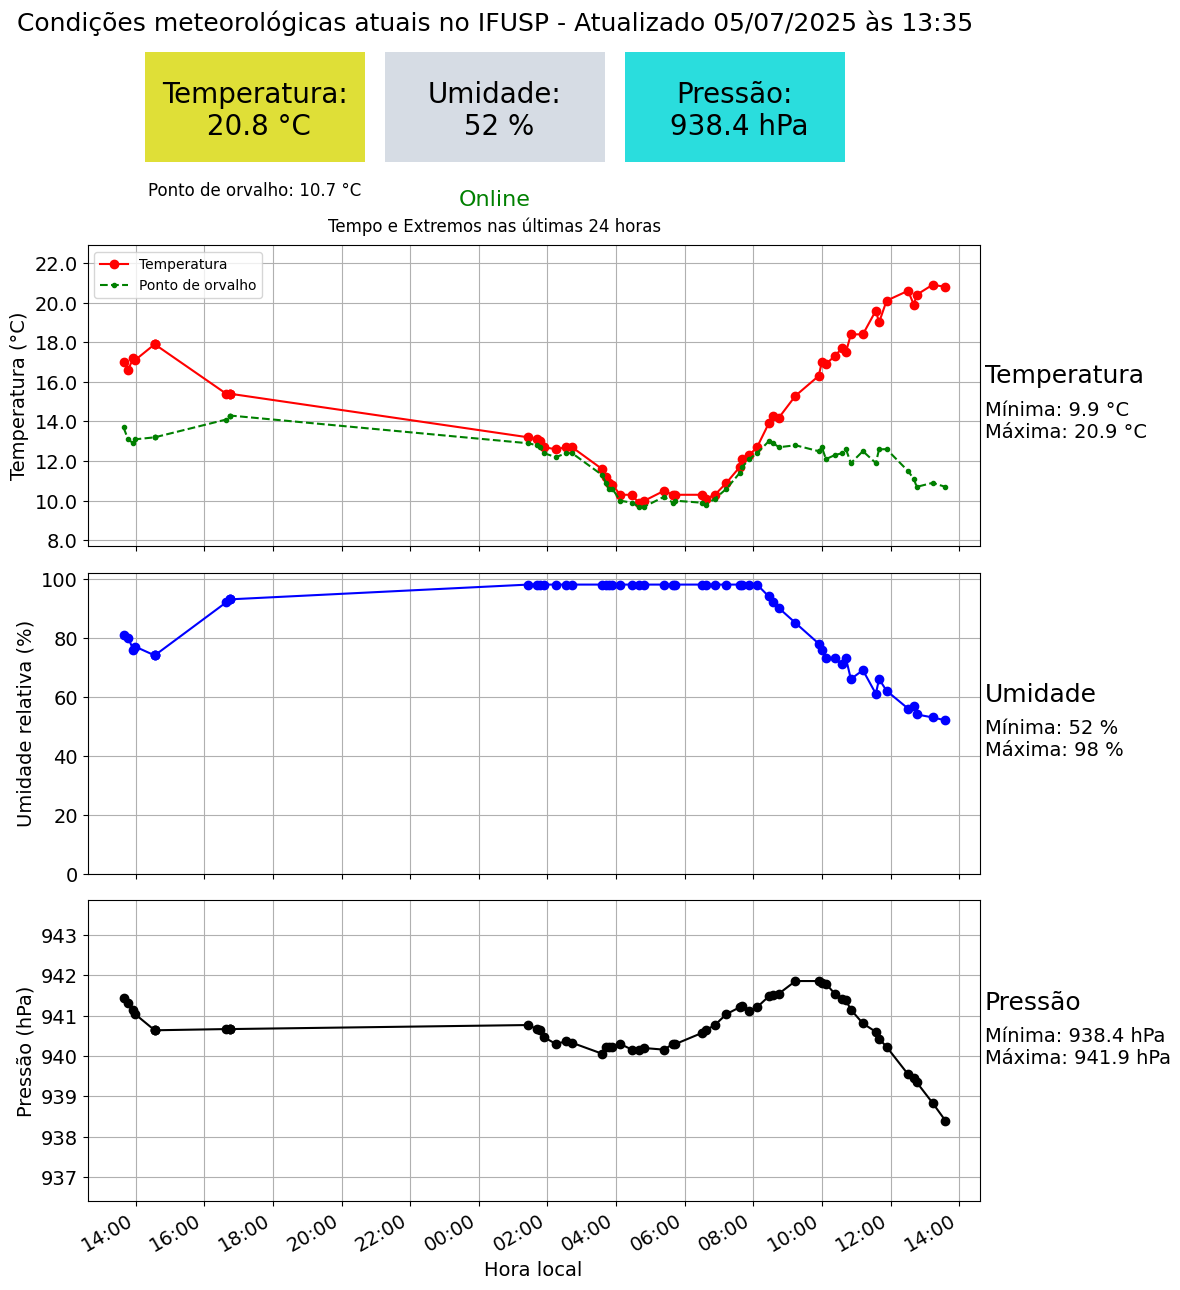 Condições meteorológicas atuais no IFUSP - Atualizado 05/07/2025 às 13:35
Temperatura:
20.8 °C
Umidade:
52 %
Pressão:
938.4 hPa
Ponto de orvalho: 10.7 °C
Online
Tempo e Extremos nas últimas 24 horas
Temperatura (°C)
22.0
20.0
18.0
16.0
14.0
12.0
10.0
8.0
Temperatura
Ponto de orvalho
Temperatura
Mínima: 9.9 °C
Máxima: 20.9 °C
Umidade relativa (%)
100
80
60
40
20
0
Umidade
Mínima: 52 %
Máxima: 98 %
Pressão (hPa)
943
942
941
940
939
938
937
Pressão
Mínima: 938.4 hPa
Máxima: 941.9 hPa
14:00 16:00 18:00 20:00 22:00 00:00 02:00 04:00 06:00 08:00 10:00 12:00 14:00
Hora local